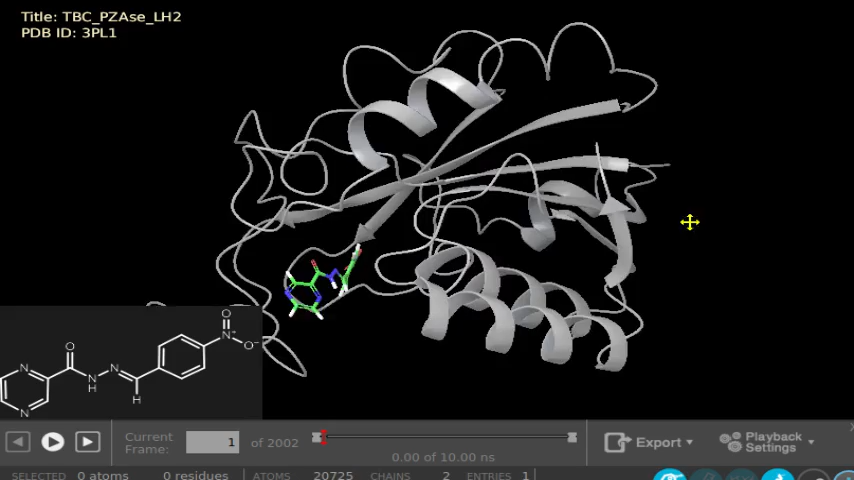 Title: TBC_PZAse_LH2
PDB ID: 3PL1
O
N
N
N
H
N
H
N+
O
O-
Current Frame: 1 of 2002
0.00 of 10.00 ns
Export
Playback Settings
SELECTED 0 atoms 0 residues ATOMS 20725 CHAINS 2 ENTRIES 1